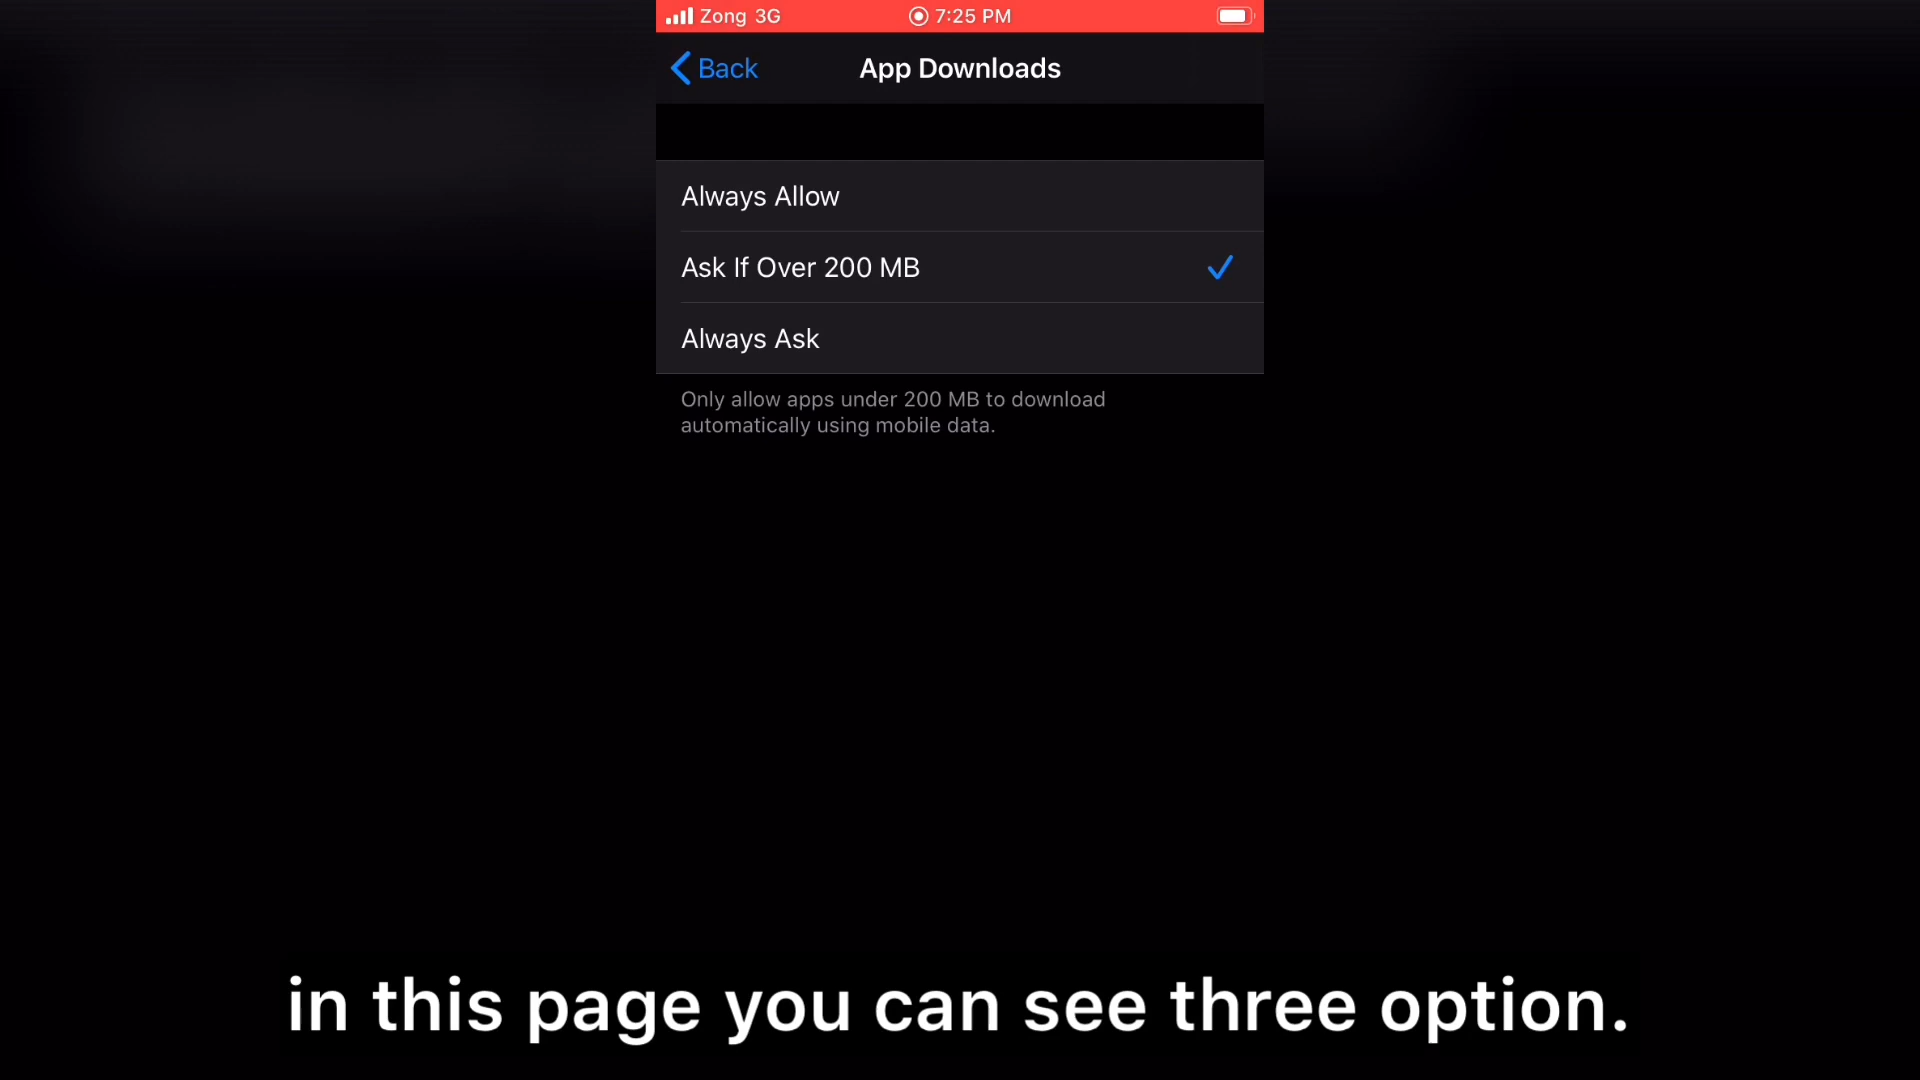 Zong 3G 7:25 PM
Back App Downloads
Always Allow
Ask If Over 200 MB
Always Ask
Only allow apps under 200 MB to download
automatically using mobile data.
in this page you can see three option.